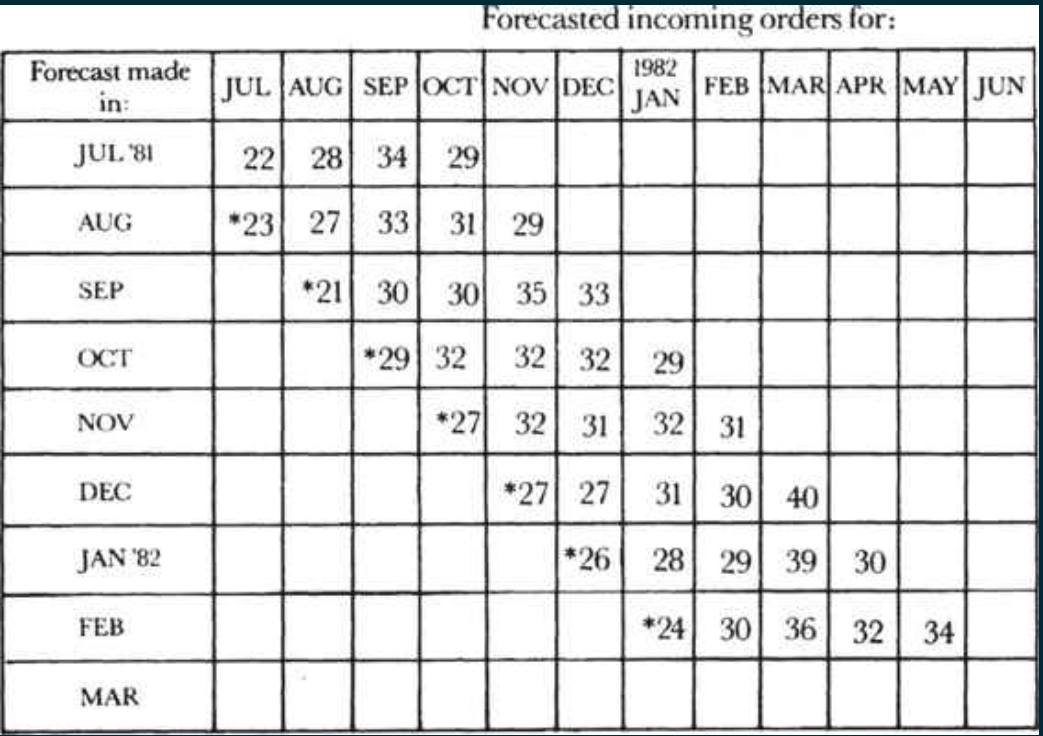 Forecasted incoming orders for:
Forecast made in: JUL AUG SEP OCT NOV DEC 1982 JAN FEB MAR APR MAY JUN
JUL '81 22 28 34 29
AUG *23 27 33 31 29
SEP *21 30 30 35 33
OCT *29 32 32 32 29
NOV *27 32 31 32 31
DEC *27 27 31 30 40
JAN '82 *26 28 29 39 30
FEB *24 30 36 32 34
MAR